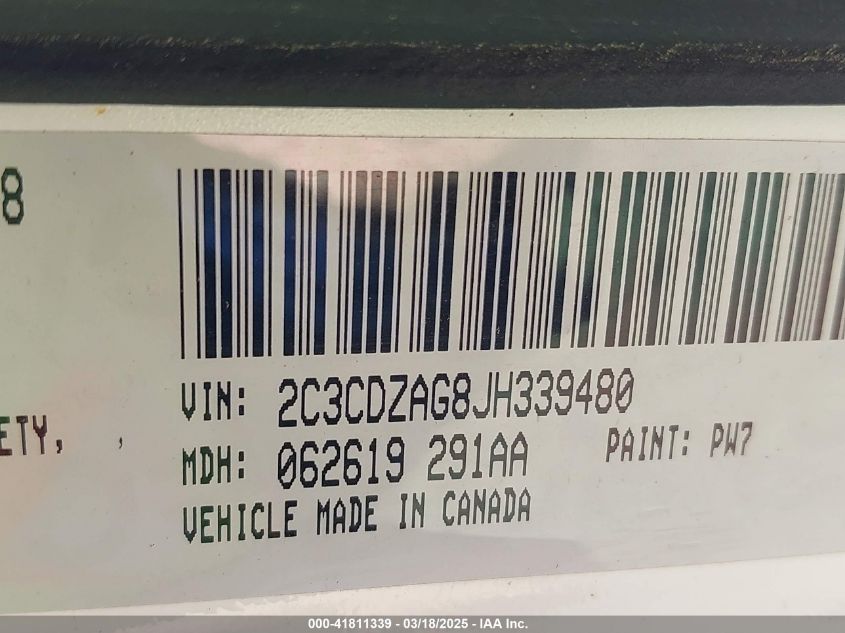 8
VIN: 2C3CDZAG8JH339480
ETY, ,
MDH: 062619 291AA PAINT: PW7
VEHICLE MADE IN CANADA
000-41811339 - 03/18/2025 - IAA Inc.